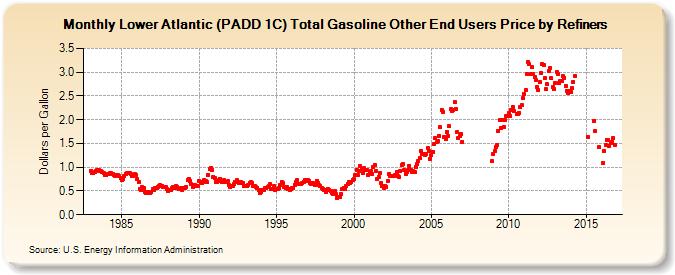 Monthly Lower Atlantic (PADD 1C) Total Gasoline Other End Users Price by Refiners
Dollars per Gallon
3.5
3.0
2.5
2.0
1.5
1.0
0.5
0.0
1985 1990 1995 2000 2005 2010 2015
Source: U.S. Energy Information Administration